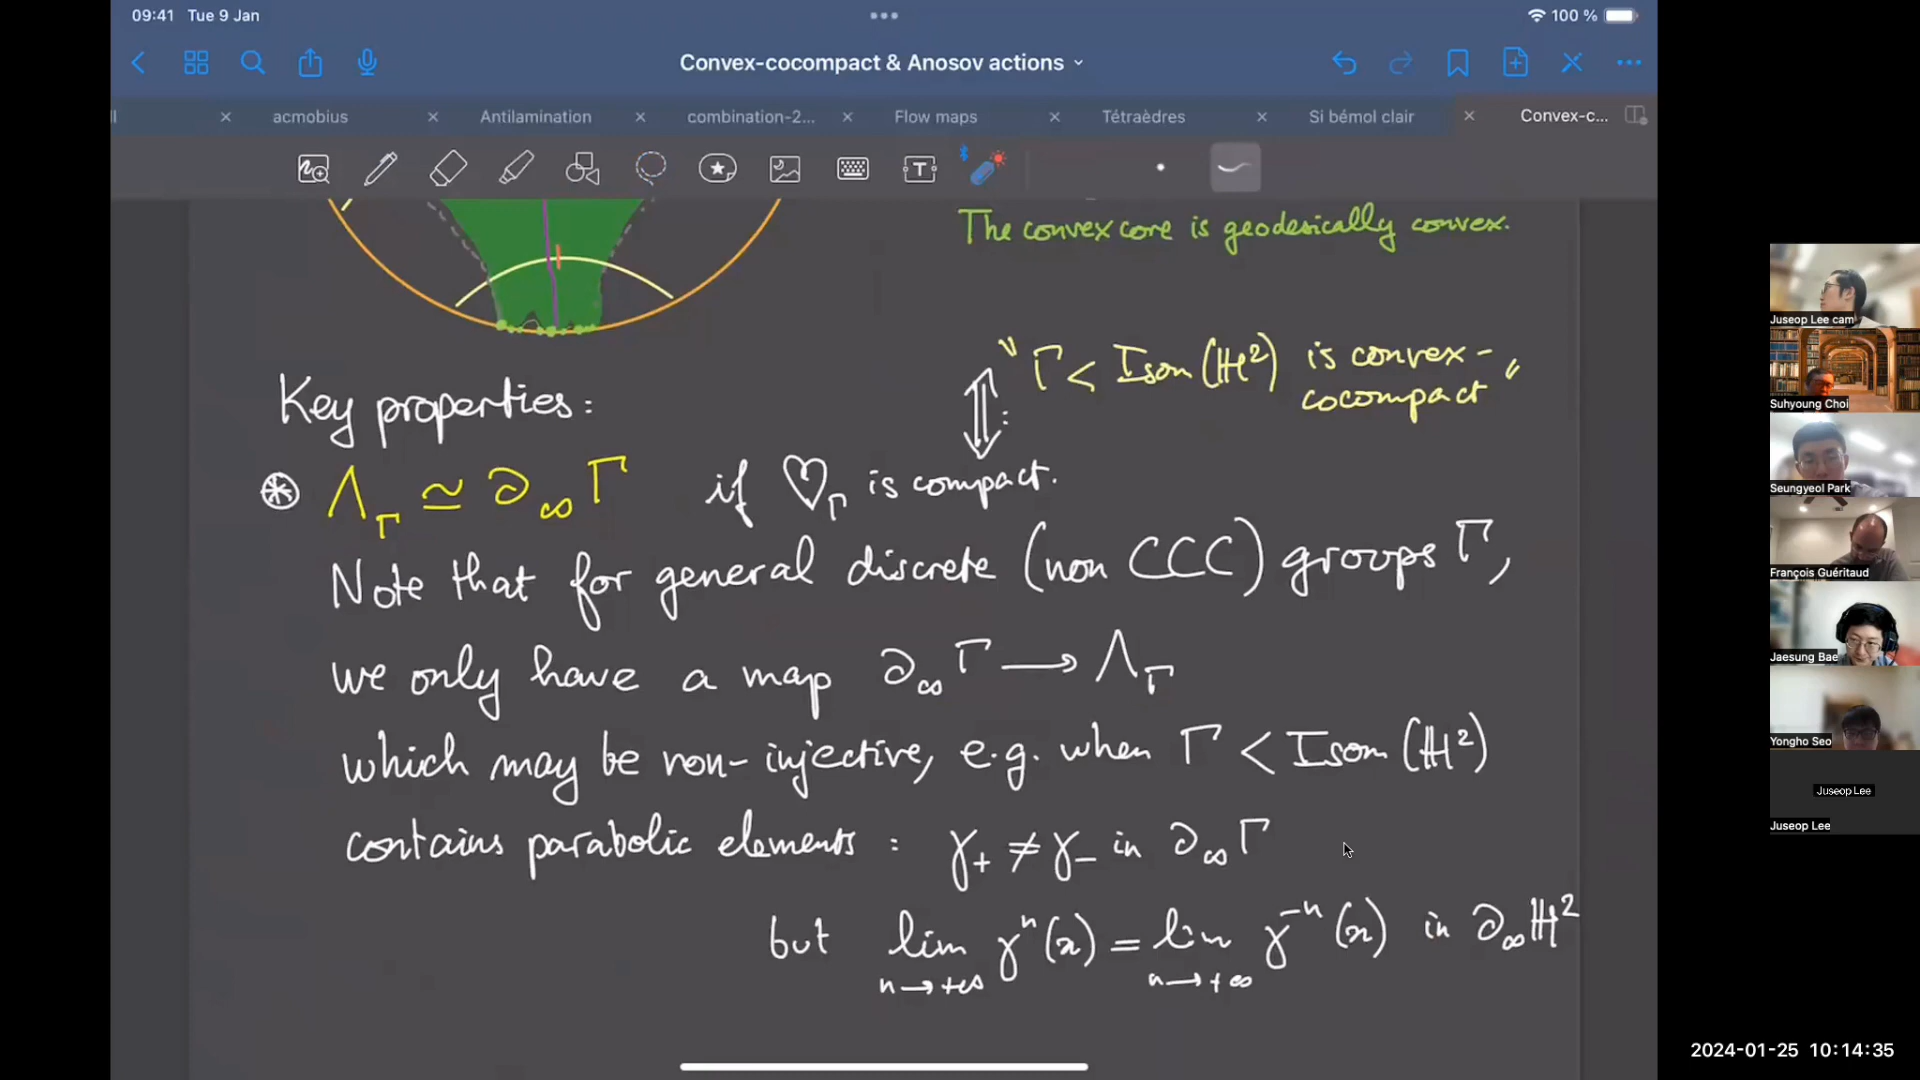 09:41 Tue 9 Jan
100 %
Convex-cocompact & Anosov actions
acmobius
Antilamination
combination-2...
Flow maps
Tétraèdres
Si bémol clair
Convex-c...
The convex core is geodesically convex.
"Γ < Isom (ℍ²) is convex-
cocompact"
Key properties:
⊛ Λ_Γ ≃ ∂_∞ Γ if ♡_Γ is compact.
Note that for general discrete (non CCC) groups Γ,
we only have a map ∂_∞ Γ → Λ_Γ
which may be non-injective, e.g. when Γ < Isom (ℍ²)
contains parabolic elements : γ_+ ≠ γ_- in ∂_∞ Γ
but lim_{n→+∞} γ^n (x) = lim_{n→+∞} γ^{-n} (x) in ∂_∞ ℍ²
Juseop Lee cam
Suhyoung Choi
Seungyeol Park
François Guéritaud
Jaesung Bae
Yongho Seo
Juseop Lee
Juseop Lee
2024-01-25 10:14:35